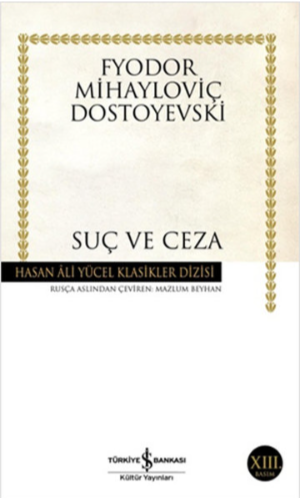 FYODOR
MİHAYLOVİÇ
DOSTOYEVSKİ
SUÇ VE CEZA
HASAN ÂLİ YÜCEL KLASİKLER DİZİSİ
RUSÇA ASLINDAN ÇEVİREN: MAZLUM BEYHAN
TÜRKİYE İŞ BANKASI
Kültür Yayınları
XIII.
BASIM